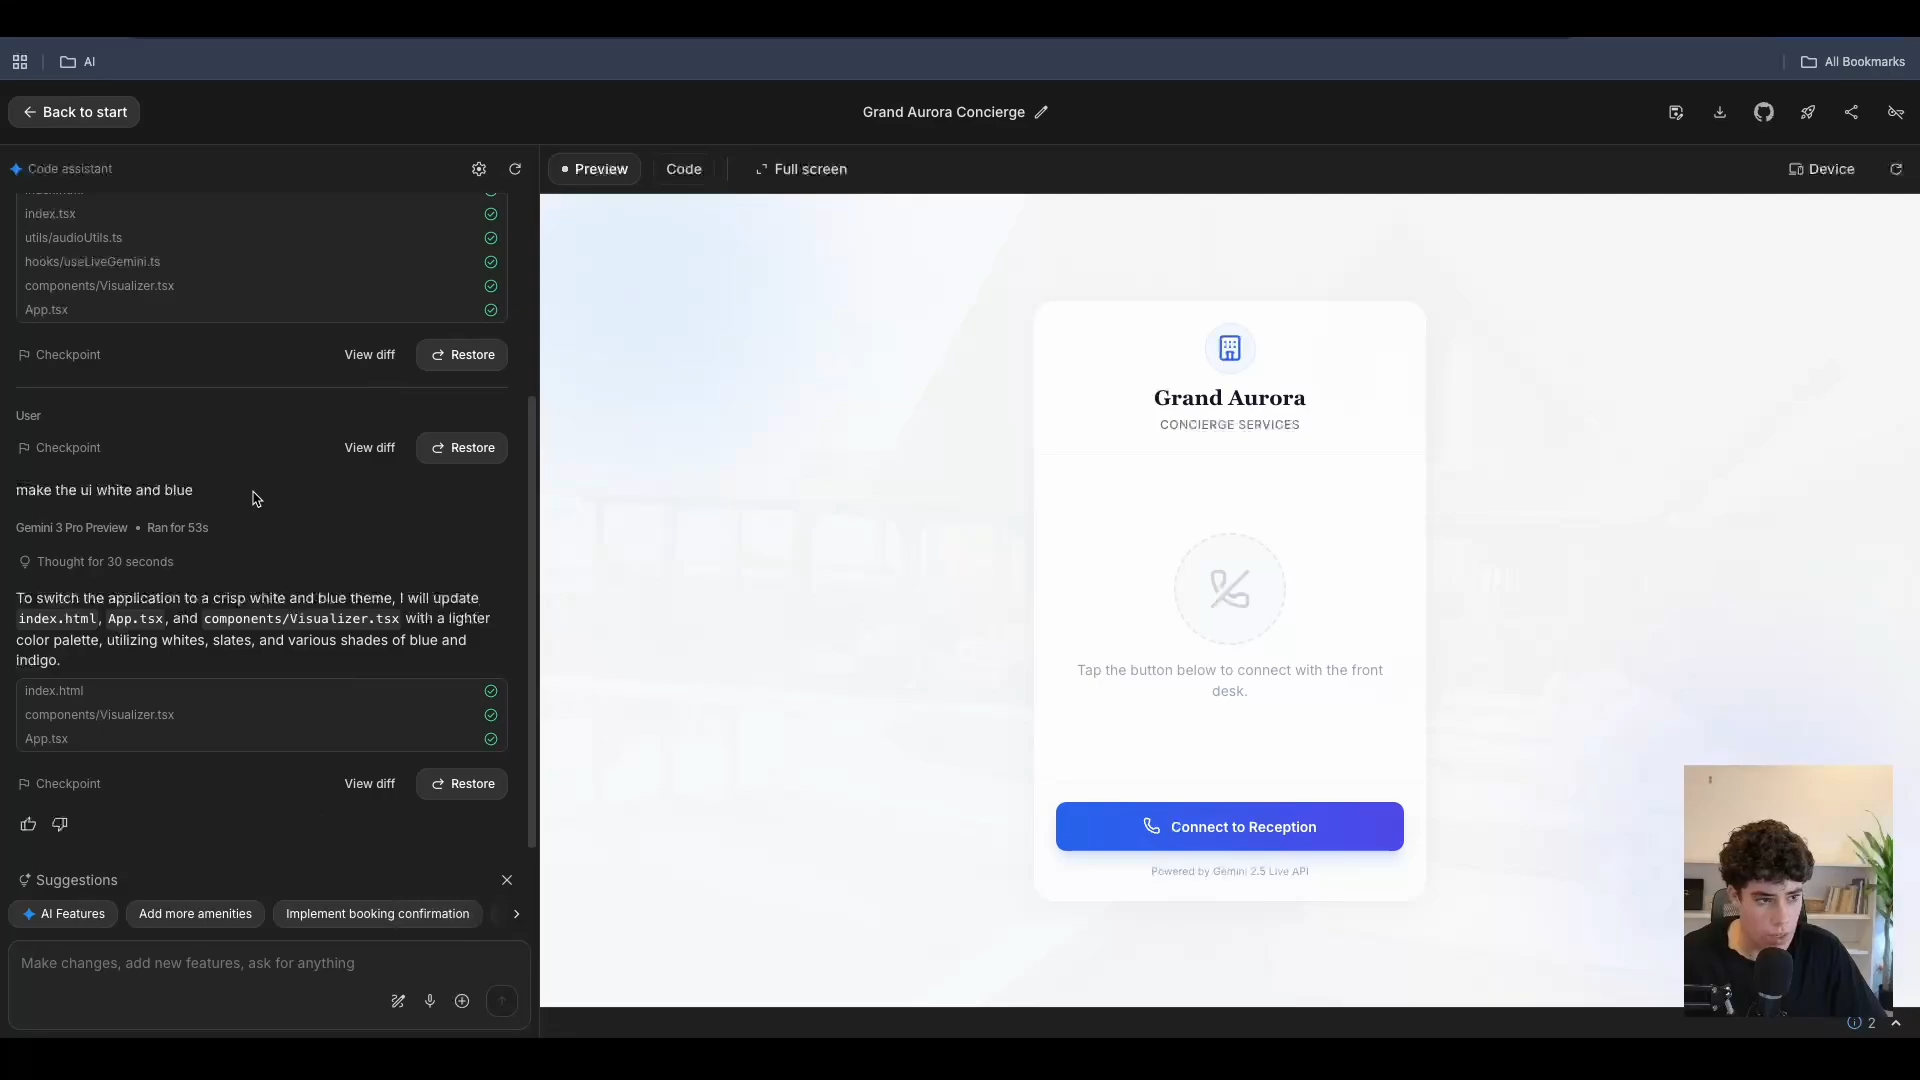 AI
All Bookmarks
Back to start
Grand Aurora Concierge
Code assistant
Preview
Code
Full screen
Device
index.tsx
utils/audioUtils.ts
hooks/useLiveGemini.ts
components/Visualizer.tsx
App.tsx
Checkpoint
View diff
Restore
User
Checkpoint
View diff
Restore
make the ui white and blue
Gemini 3 Pro Preview • Ran for 53s
Thought for 30 seconds
To switch the application to a crisp white and blue theme, I will update
index.html, App.tsx, and components/Visualizer.tsx with a lighter
color palette, utilizing whites, slates, and various shades of blue and
indigo.
index.html
components/Visualizer.tsx
App.tsx
Checkpoint
View diff
Restore
Suggestions
AI Features
Add more amenities
Implement booking confirmation
Make changes, add new features, ask for anything
Grand Aurora
CONCIERGE SERVICES
Tap the button below to connect with the front
desk.
Connect to Reception
Powered by Gemini 2.5 Live API
2